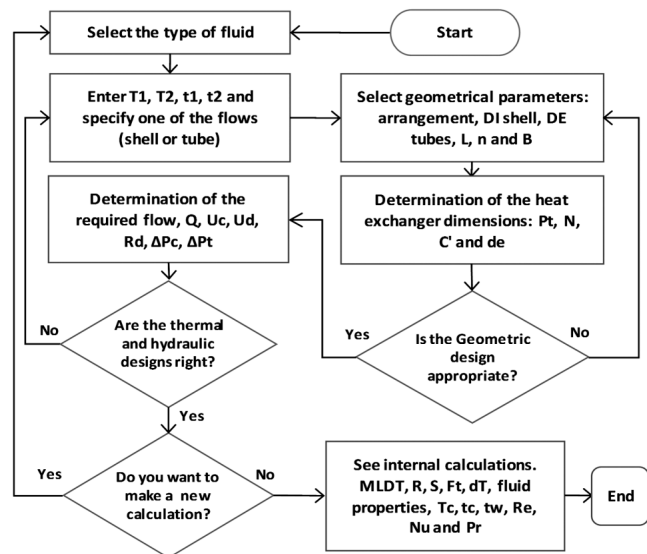 Select the type of fluid
Start
Enter T1, T2, t1, t2 and
specify one of the flows
(shell or tube)
Select geometrical parameters:
arrangement, DI shell, DE
tubes, L, n and B
Determination of the
required flow, Q, Uc, Ud,
Rd, ΔPc, ΔPt
Determination of the heat
exchanger dimensions: Pt, N,
C' and de
No
Are the thermal
and hydraulic
designs right?
Yes
Is the Geometric
design
appropriate?
No
Yes
Yes
Do you want to
make a new
calculation?
No
See internal calculations.
MLDT, R, S, Ft, dT, fluid
properties, Tc, tc, tw, Re,
Nu and Pr
End